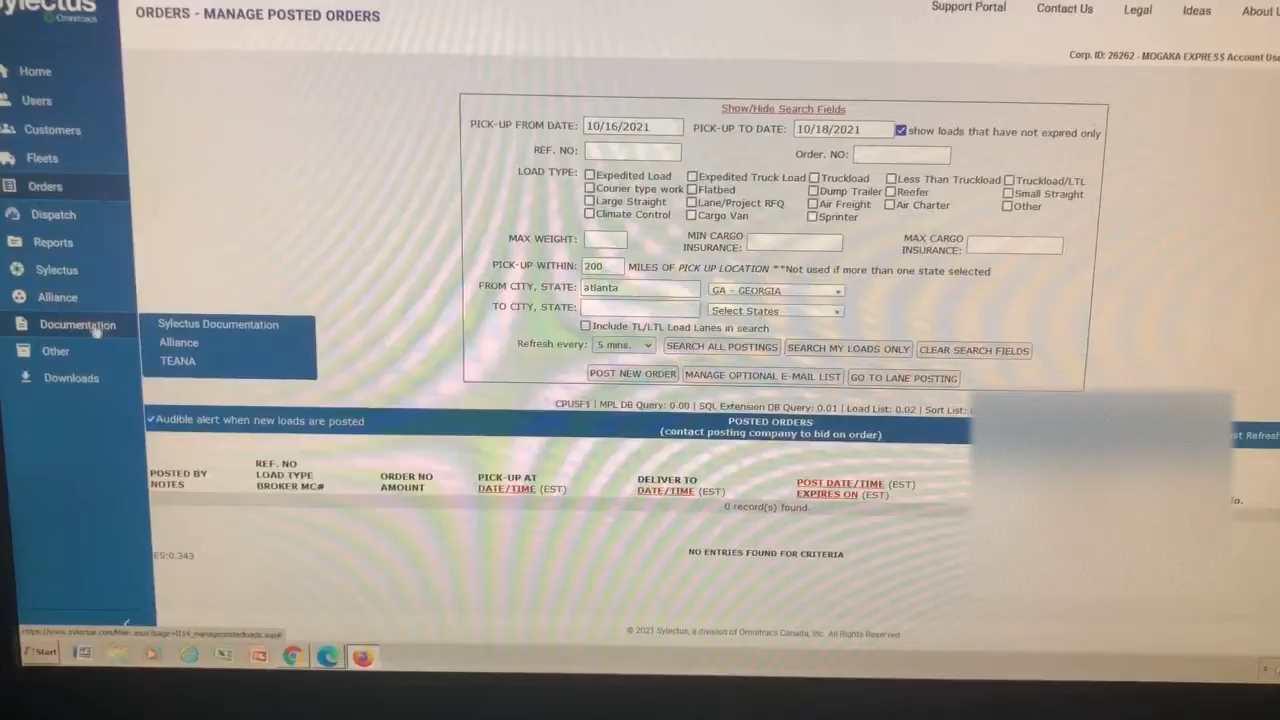 Sylectus
Omnitracs
ORDERS - MANAGE POSTED ORDERS
Support Portal
Contact Us
Legal
Ideas
About
Corp. ID: 26262 - MOGAKA EXPRESS Account
Home
Users
Customers
Fleets
Orders
Dispatch
Reports
Sylectus
Alliance
Documentation
Other
Downloads
Sylectus Documentation
Alliance
TEANA
Show/Hide Search Fields
PICK-UP FROM DATE: 10/16/2021 PICK-UP TO DATE: 10/18/2021 show loads that have not expired only
REF. NO: Order. NO:
LOAD TYPE: Expedited Load Expedited Truck Load Truckload Less Than Truckload Truckload/LTL
Courier type work Flatbed Dump Trailer Reefer Small Straight
Large Straight Lane/Project RFQ Air Freight Air Charter Other
Climate Control Cargo Van Sprinter
MAX WEIGHT: MIN CARGO INSURANCE: MAX CARGO INSURANCE:
PICK-UP WITHIN: 200 MILES OF PICK UP LOCATION **Not used if more than one state selected
FROM CITY, STATE: atlanta GA - GEORGIA
TO CITY, STATE: Select States
Include TL/LTL Load Lanes in search
Refresh every: 5 mins. SEARCH ALL POSTINGS SEARCH MY LOADS ONLY CLEAR SEARCH FIELDS
POST NEW ORDER MANAGE OPTIONAL E-MAIL LIST GO TO LANE POSTING
CPUSF1 | MPL DB Query: 0.00 | SQL Extension DB Query: 0.01 | Load List: 0.02 | Sort List:
Audible alert when new loads are posted
POSTED ORDERS
(contact posting company to bid on order)
st Refresh
POSTED BY
NOTES
REF. NO
LOAD TYPE
BROKER MC#
ORDER NO
AMOUNT
PICK-UP AT
DATE/TIME (EST)
DELIVER TO
DATE/TIME (EST)
POST DATE/TIME (EST)
EXPIRES ON (EST)
0 record(s) found.
ES:0.343
NO ENTRIES FOUND FOR CRITERIA
© 2021 Sylectus, a division of Omnitracs Canada, Inc. All Rights Reserved
Start